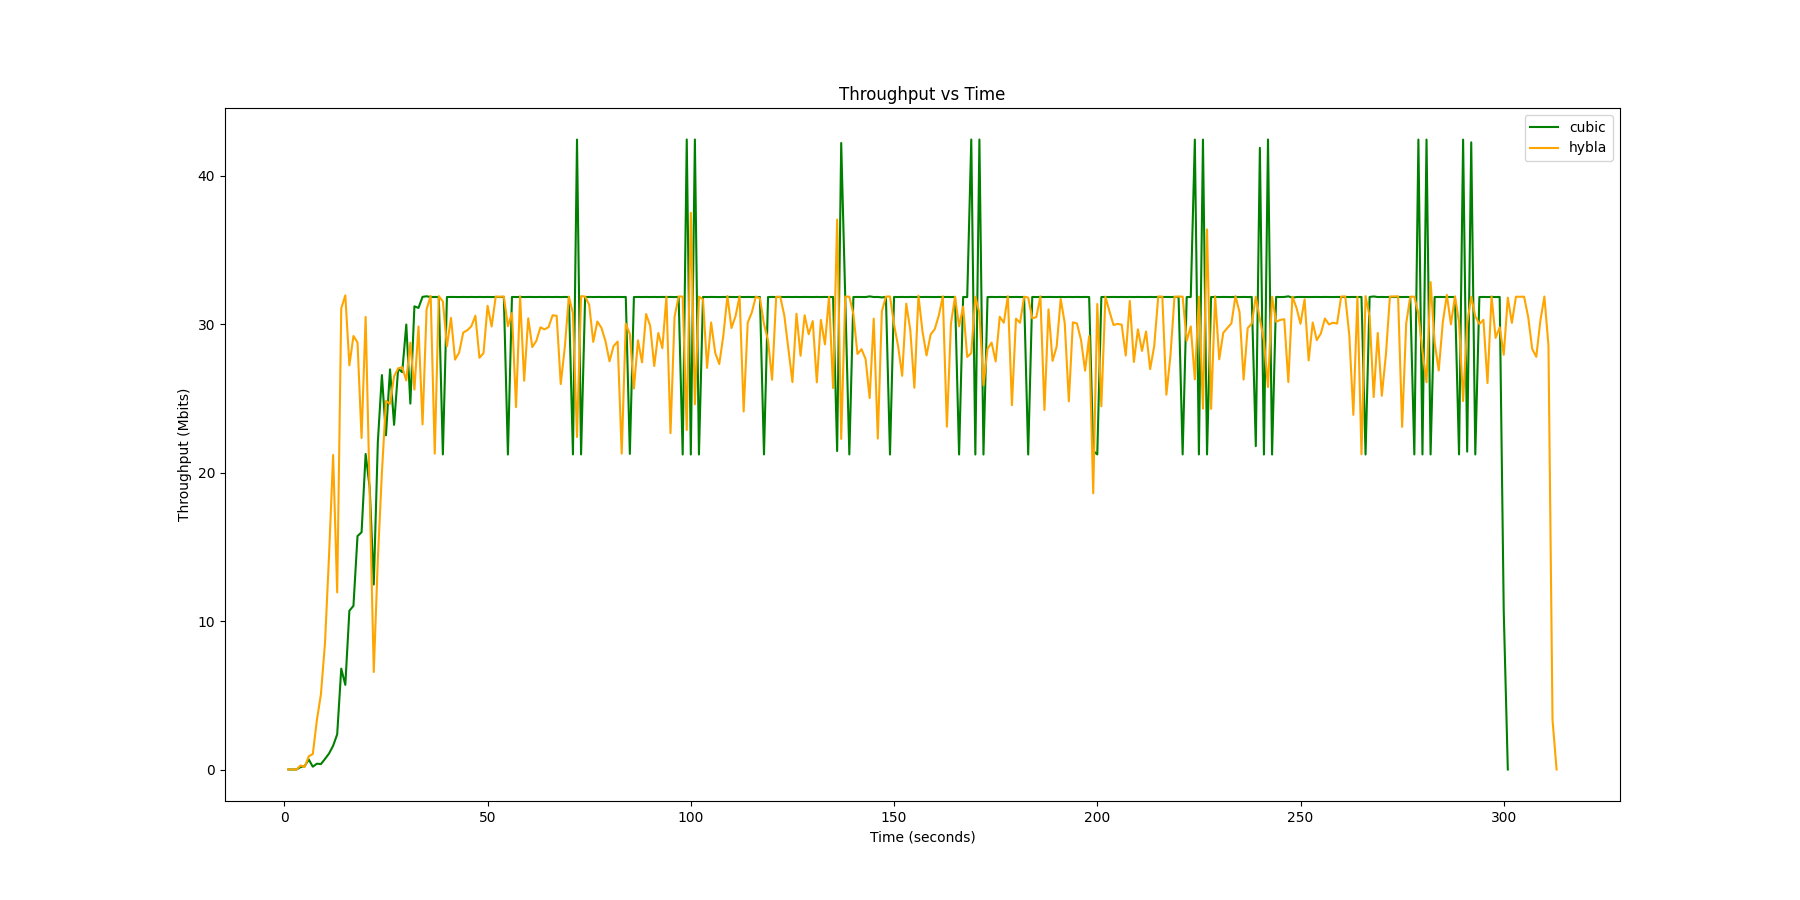 Throughput vs Time
cubic
hybla
Throughput (Mbits)
40
30
20
10
0
0 50 100 150 200 250 300
Time (seconds)